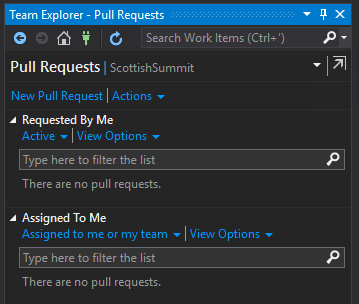 Team Explorer - Pull Requests
Search Work Items (Ctrl+')
Pull Requests | ScottishSummit
New Pull Request | Actions
Requested By Me
Active | View Options
Type here to filter the list
There are no pull requests.
Assigned To Me
Assigned to me or my team | View Options
Type here to filter the list
There are no pull requests.